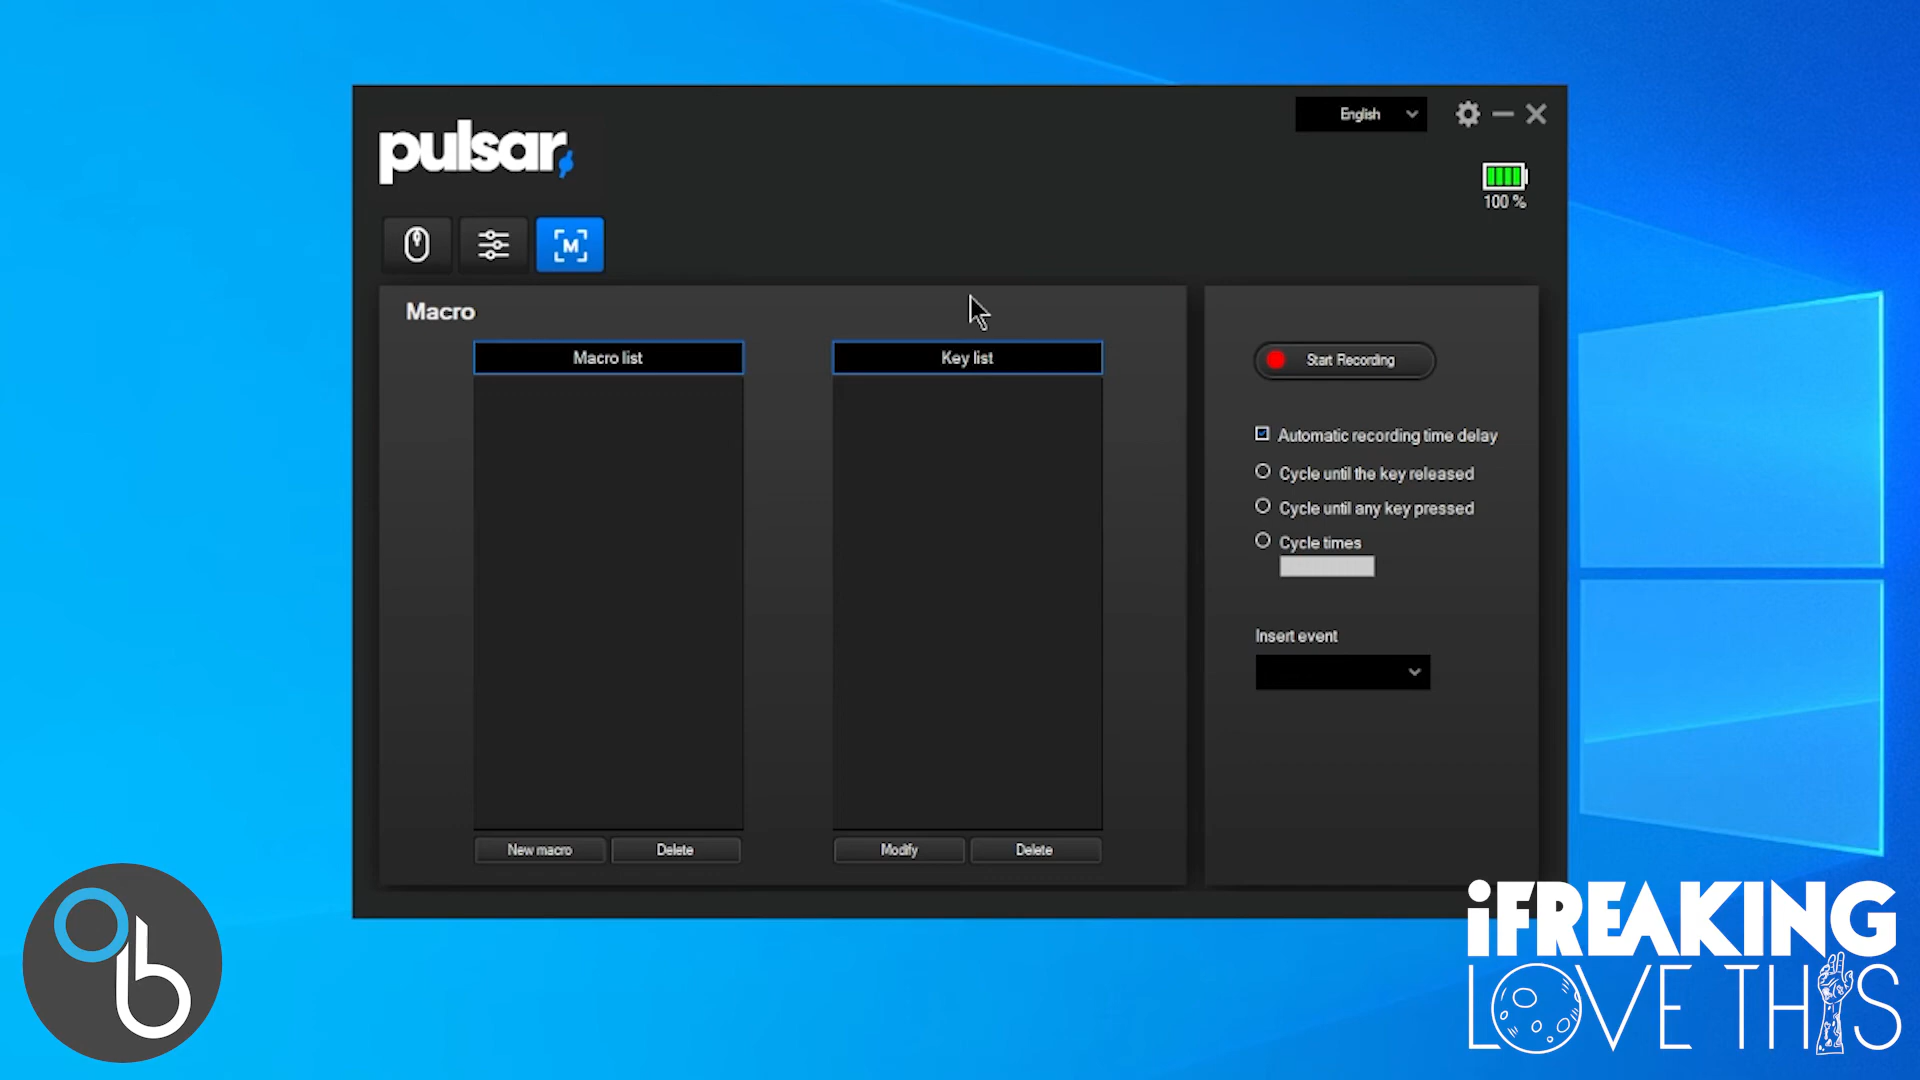 English
pulsar
100 %
M
Macro
Macro list
Key list
Start Recording
Automatic recording time delay
Cycle until the key released
Cycle until any key pressed
Cycle times
Insert event
New macro
Delete
Modify
Delete
b
iFREAKING
LOVE THIS